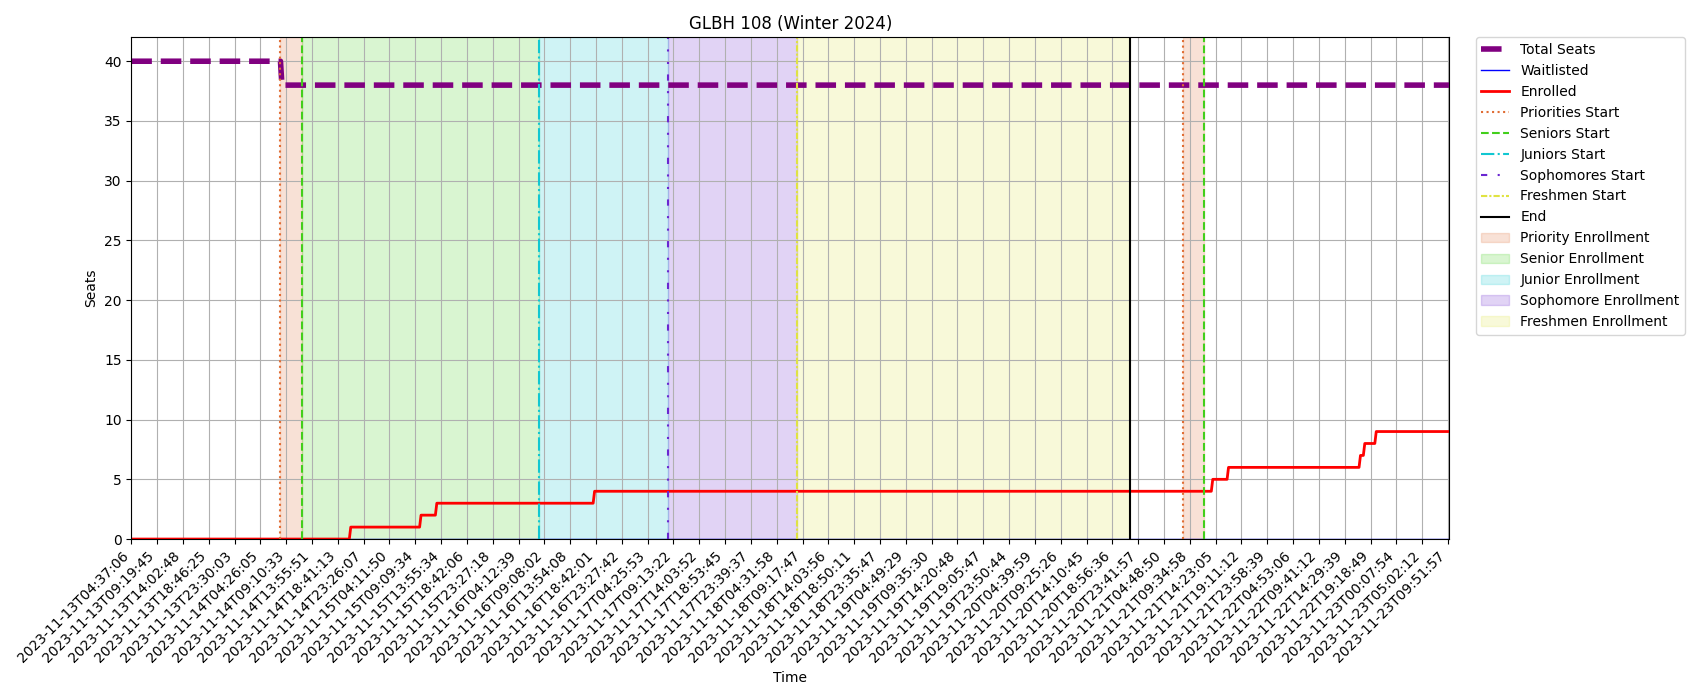 GLBH 108 (Winter 2024)
Seats
40
35
30
25
20
15
10
5
0
2023-11-13T04:37:06
2023-11-13T09:19:45
2023-11-13T14:02:48
2023-11-13T18:46:25
2023-11-13T23:30:03
2023-11-14T04:26:05
2023-11-14T09:10:33
2023-11-14T13:55:51
2023-11-14T18:41:13
2023-11-14T23:26:07
2023-11-15T04:11:50
2023-11-15T09:09:34
2023-11-15T13:55:34
2023-11-15T18:42:06
2023-11-15T23:27:18
2023-11-16T04:12:39
2023-11-16T09:08:02
2023-11-16T13:54:08
2023-11-16T18:42:01
2023-11-16T23:27:42
2023-11-17T04:25:53
2023-11-17T09:13:22
2023-11-17T14:03:52
2023-11-17T18:53:45
2023-11-17T23:39:37
2023-11-18T04:31:58
2023-11-18T09:17:47
2023-11-18T14:03:56
2023-11-18T18:50:11
2023-11-18T23:35:47
2023-11-19T04:49:29
2023-11-19T09:35:30
2023-11-19T14:20:48
2023-11-19T19:05:47
2023-11-19T23:50:44
2023-11-20T04:39:59
2023-11-20T09:25:26
2023-11-20T14:10:45
2023-11-20T18:56:36
2023-11-20T23:41:57
2023-11-21T04:48:50
2023-11-21T09:34:58
2023-11-21T14:23:05
2023-11-21T19:11:12
2023-11-21T23:58:39
2023-11-22T04:53:06
2023-11-22T09:41:12
2023-11-22T14:29:39
2023-11-22T19:18:49
2023-11-23T00:07:54
2023-11-23T05:02:12
2023-11-23T09:51:57
Time
Total Seats
Waitlisted
Enrolled
Priorities Start
Seniors Start
Juniors Start
Sophomores Start
Freshmen Start
End
Priority Enrollment
Senior Enrollment
Junior Enrollment
Sophomore Enrollment
Freshmen Enrollment